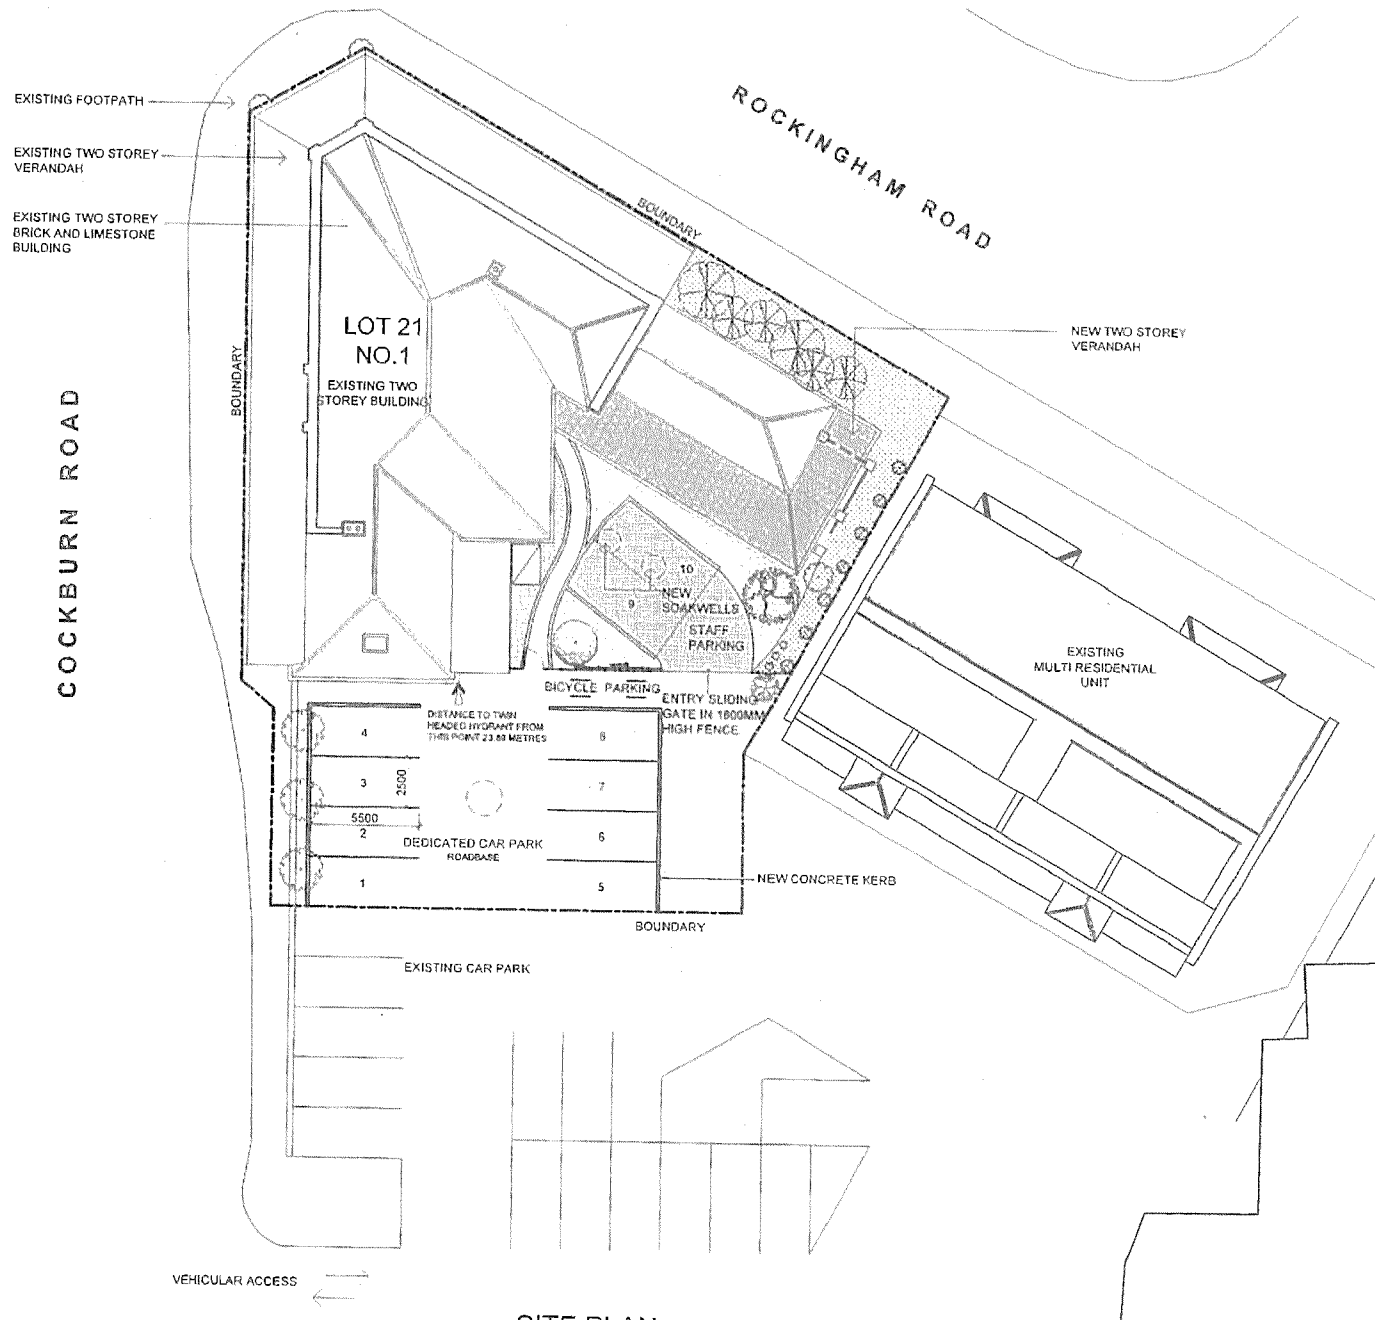 EXISTING FOOTPATH
EXISTING TWO STOREY
VERANDAH
EXISTING TWO STOREY
BRICK AND LIMESTONE
BUILDING
ROCKINGHAM ROAD
BOUNDARY
LOT 21
NO.1
EXISTING TWO
STOREY BUILDING
BOUNDARY
COCKBURN ROAD
NEW TWO STOREY
VERANDAH
10
9
NEW
SOAKWELLS
STAFF
PARKING
EXISTING
MULTI RESIDENTIAL
UNIT
BICYCLE PARKING
ENTRY SLIDING
GATE IN 1800MM
HIGH FENCE
DISTANCE TO TWIN
HEADED HYDRANT FROM
THIS POINT METRES
4
8
3
2500
7
5500
2
6
DEDICATED CAR PARK
ROADBASE
1
5
NEW CONCRETE KERB
BOUNDARY
EXISTING CAR PARK
VEHICULAR ACCESS
SITE PLAN